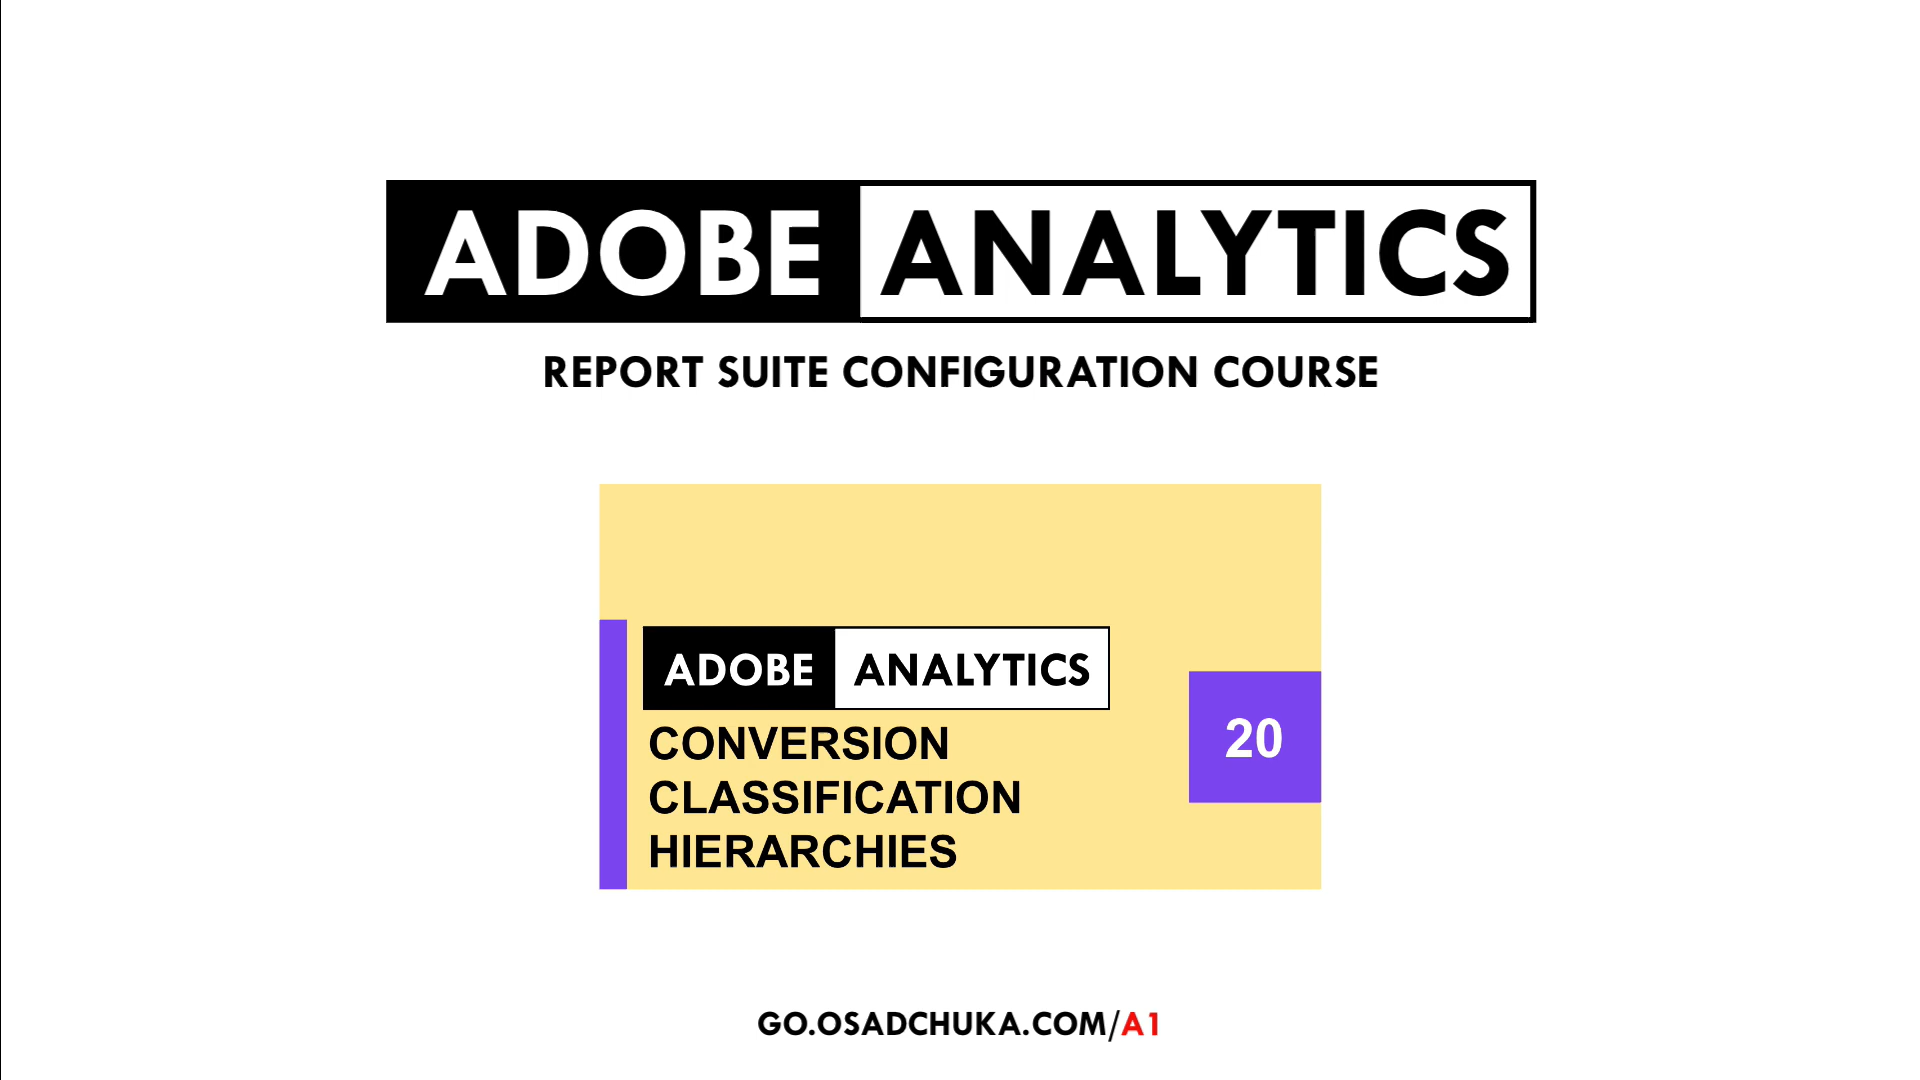 ADOBE ANALYTICS
REPORT SUITE CONFIGURATION COURSE
ADOBE ANALYTICS
CONVERSION
CLASSIFICATION
HIERARCHIES
20
GO.OSADCHUKA.COM/A1